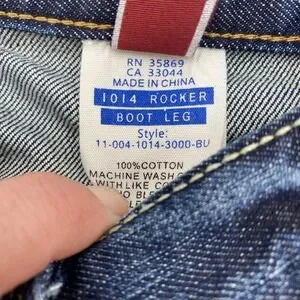 RN 35869
CA 33044
MADE IN CHINA
1014 ROCKER
BOOT LEG
Style:
11-004-1014-3000-BU
100%COTTON
MACHINE WASH
WITH LIKE